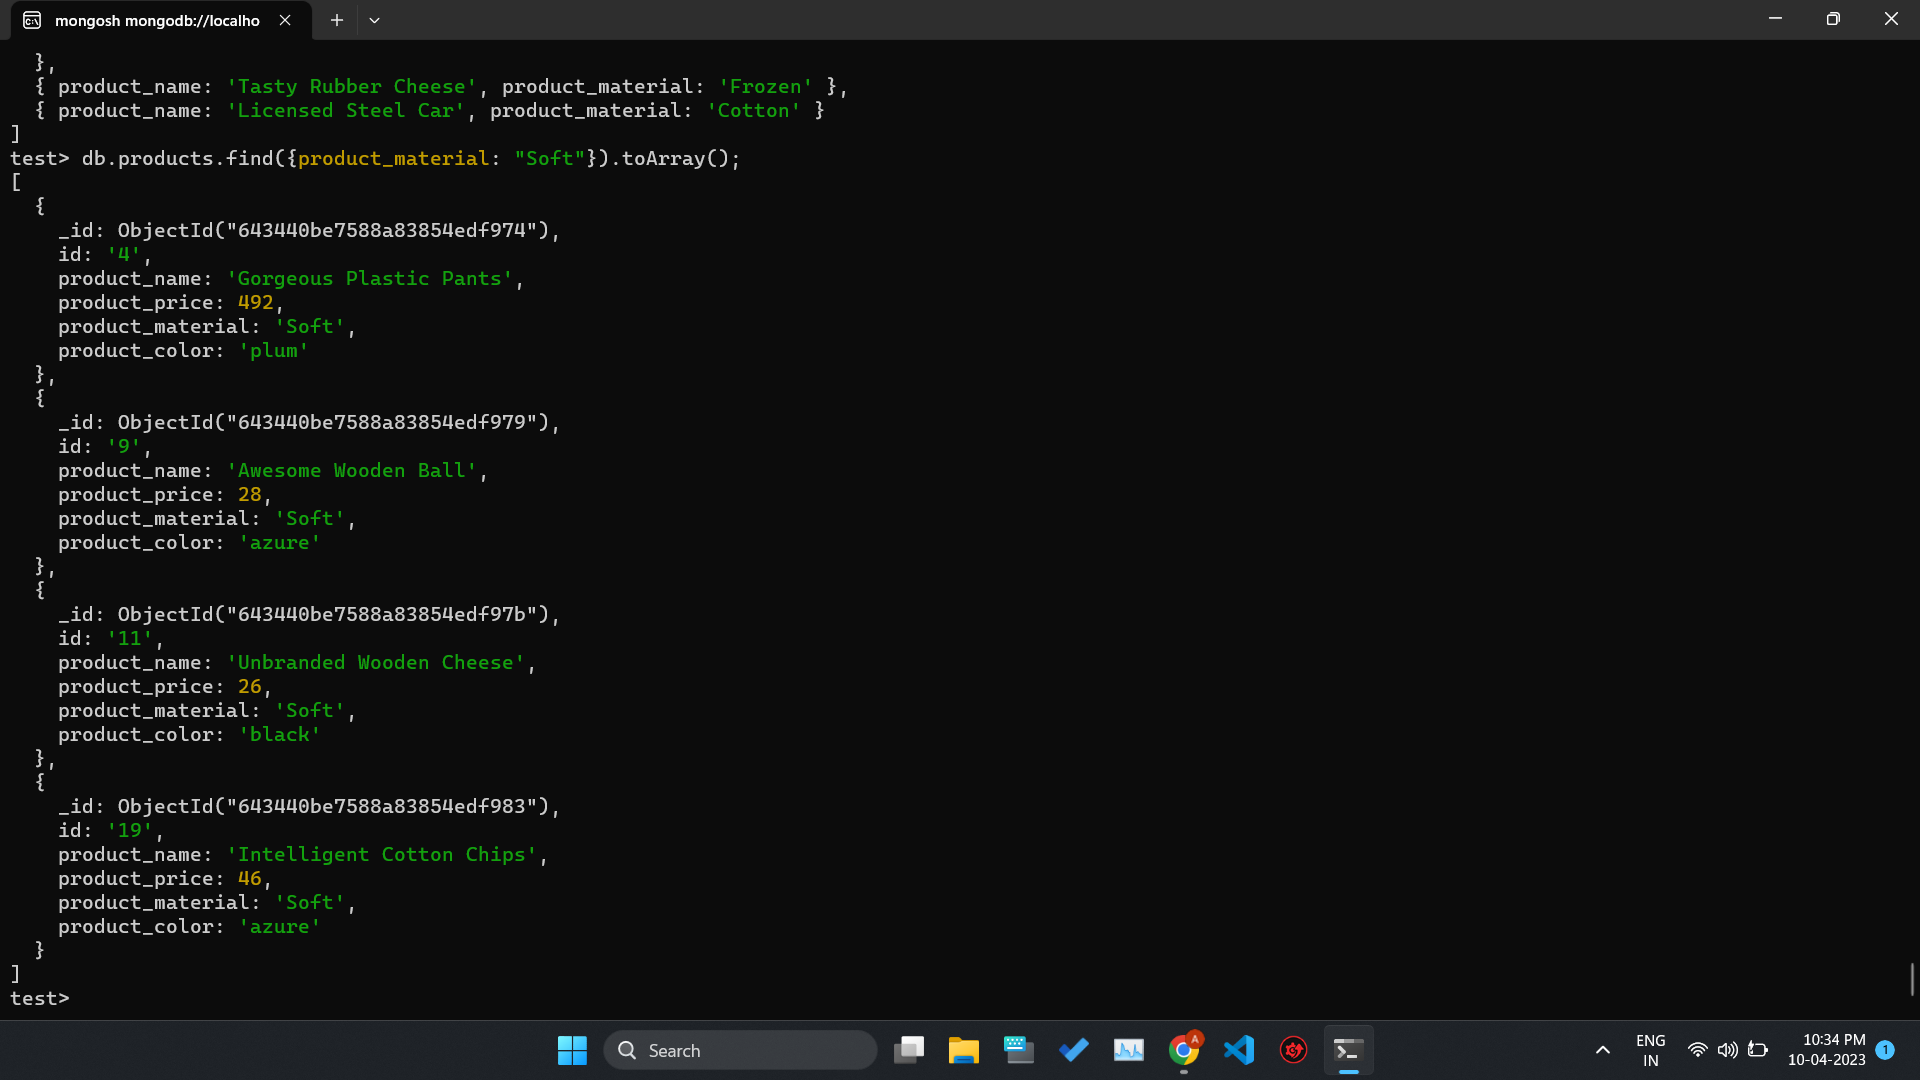 mongosh mongodb://localho
},
{ product_name: 'Tasty Rubber Cheese', product_material: 'Frozen' },
{ product_name: 'Licensed Steel Car', product_material: 'Cotton' }
]
test> db.products.find({product_material: "Soft"}).toArray();
[
{
_id: ObjectId("643440be7588a83854edf974"),
id: '4',
product_name: 'Gorgeous Plastic Pants',
product_price: 492,
product_material: 'Soft',
product_color: 'plum'
},
{
_id: ObjectId("643440be7588a83854edf979"),
id: '9',
product_name: 'Awesome Wooden Ball',
product_price: 28,
product_material: 'Soft',
product_color: 'azure'
},
{
_id: ObjectId("643440be7588a83854edf97b"),
id: '11',
product_name: 'Unbranded Wooden Cheese',
product_price: 26,
product_material: 'Soft',
product_color: 'black'
},
{
_id: ObjectId("643440be7588a83854edf983"),
id: '19',
product_name: 'Intelligent Cotton Chips',
product_price: 46,
product_material: 'Soft',
product_color: 'azure'
}
]
test>
Search
A
ENG
IN
10:34 PM
10-04-2023
1